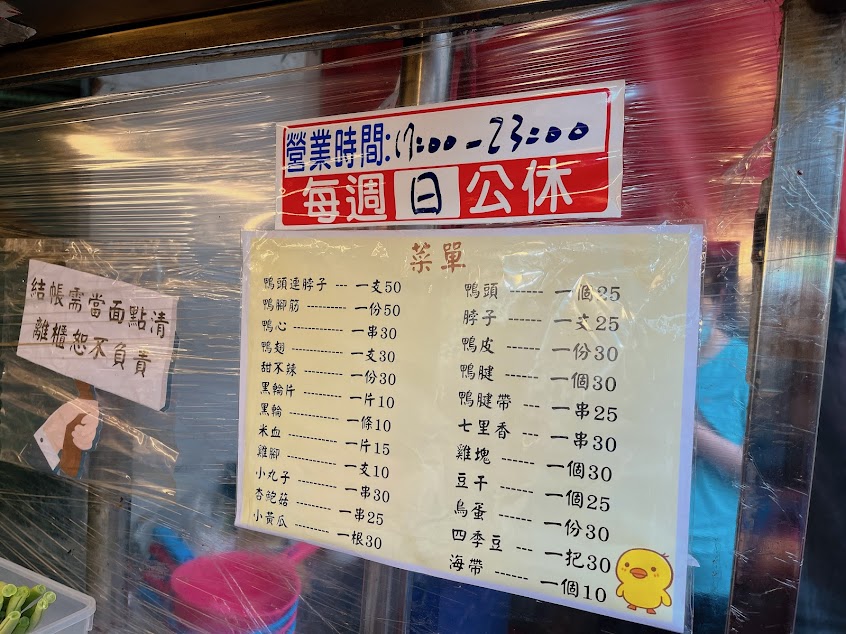 營業時間:17:00-23:00
每週日公休
結帳需當面點清
離櫃恕不負責
菜單
鴨頭連脖子 --- 一支50
鴨腳筋 ---------- 一份50
鴨心 ------------ 一串30
鴨翅 ----------- 一支30
甜不辣 ---------- 一份30
黑輪片 ---------- 一片10
黑輪 ------------ 一條10
米血 ----------- 一片15
雞腳 ----------- 一支10
小丸子 ---------- 一串30
杏鮑菇 -------- 一串25
小黃瓜 -------- 一根30
鴨頭 ------ 一個25
脖子 ------ 一支25
鴨皮 ------ 一份30
鴨腱 ------ 一個30
鴨腱帶 --- 一串25
七里香 --- 一串30
雞塊 ------ 一個30
豆干 ------ 一個25
鳥蛋 ------ 一份30
四季豆 --- 一把30
海帶 ------ 一個10